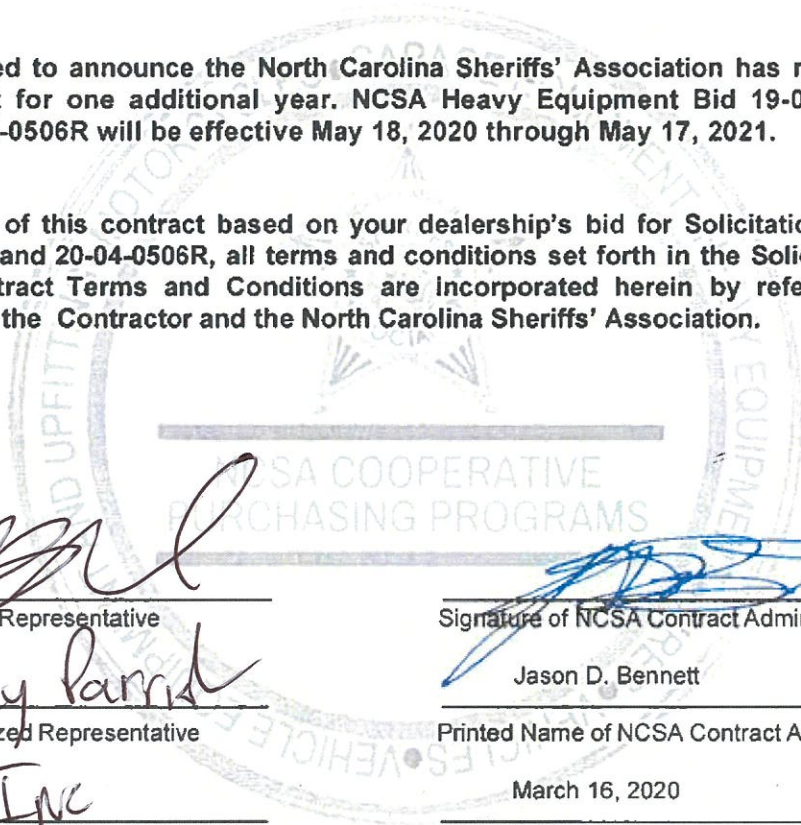 ed to announce the North Carolina Sheriffs' Association has r
t for one additional year. NCSA Heavy Equipment Bid 19-0
-0506R will be effective May 18, 2020 through May 17, 2021.
of this contract based on your dealership's bid for Solicitatio
and 20-04-0506R, all terms and conditions set forth in the Solic
tract Terms and Conditions are incorporated herein by refe
the Contractor and the North Carolina Sheriffs' Association.
NCSA COOPERATIVE
PURCHASING PROGRAMS
Representative
Signature of NCSA Contract Admi
y Parrish
Jason D. Bennett
zed Representative
Printed Name of NCSA Contract A
Inc
March 16, 2020